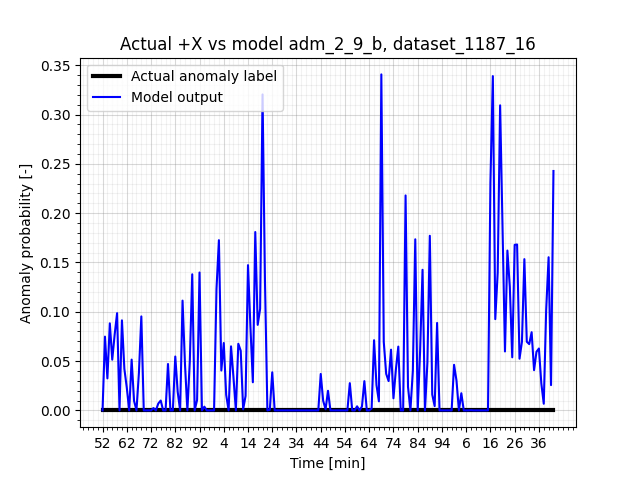 Actual +X vs model adm_2_9_b, dataset_1187_16
Actual anomaly label
Model output
Anomaly probability [-]
0.35
0.30
0.25
0.20
0.15
0.10
0.05
0.00
52 62 72 82 92 4 14 24 34 44 54 64 74 84 94 6 16 26 36
Time [min]